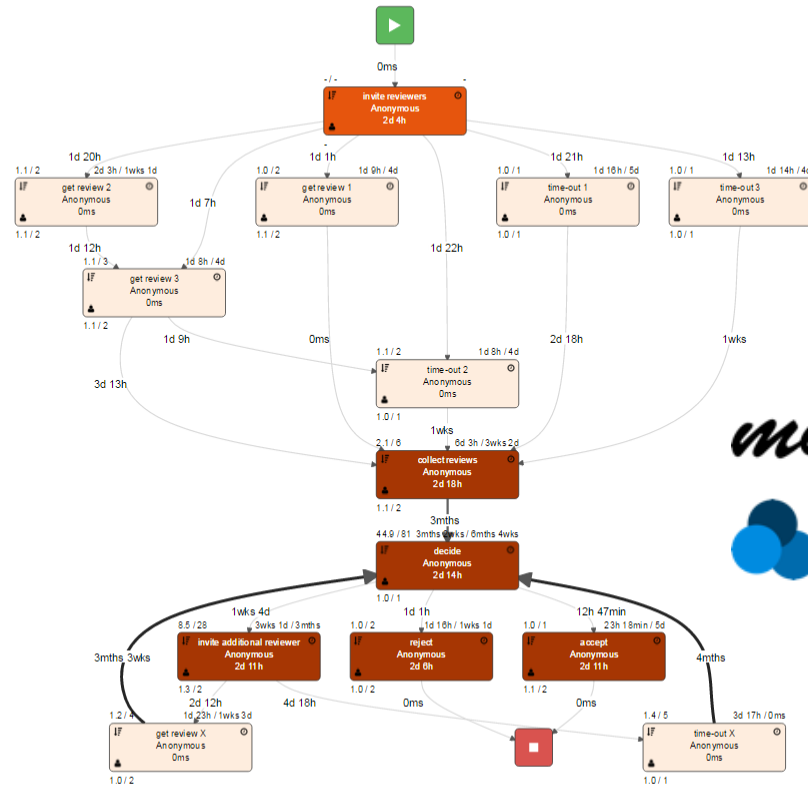 0ms
- / -
-
invite reviewers
Anonymous
2d 4h
-
1d 20h
1d 1h
1d 21h
1d 13h
1.1 / 2
2d 3h / 1wks 1d
1.0 / 2
1d 9h / 4d
1.0 / 1
1d 16h / 5d
1.0 / 1
1d 14h / 4d
get review 2
Anonymous
0ms
get review 1
Anonymous
0ms
time-out 1
Anonymous
0ms
time-out 3
Anonymous
0ms
1d 7h
1.1 / 2
1.1 / 2
1.0 / 1
1.0 / 1
1d 12h
1d 22h
1.1 / 3
1d 8h / 4d
get review 3
Anonymous
0ms
1.1 / 2
1d 9h
0ms
2d 18h
1wks
1.1 / 2
1d 8h / 4d
time-out 2
Anonymous
0ms
3d 13h
1.0 / 1
1wks
2.1 / 6
6d 3h / 3wks 2d
collect reviews
Anonymous
2d 18h
1.1 / 2
3mths
44.9 / 81
3mths
/ 6mths 4wks
decide
Anonymous
2d 14h
1.0 / 1
1wks 4d
1d 1h
12h 47min
8.5 / 28
3wks 1d / 3mths
1.0 / 2
1d 16h / 1wks 1d
1.0 / 1
23h 18min / 5d
invite additional reviewer
Anonymous
2d 11h
reject
Anonymous
2d 6h
accept
Anonymous
2d 11h
3mths 3wks
4mths
1.3 / 2
1.0 / 2
1.1 / 2
2d 12h
4d 18h
0ms
0ms
1.2 / 4
1d 23h / 1wks 3d
1.4 / 5
3d 17h / 0ms
get review X
Anonymous
0ms
time-out X
Anonymous
0ms
1.0 / 2
1.0 / 1